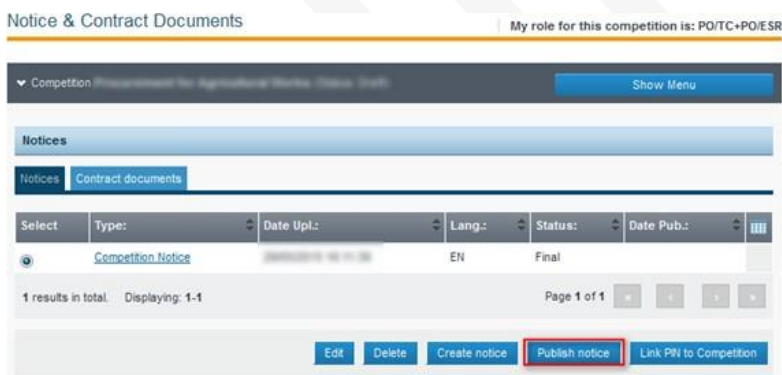 Notice & Contract Documents
My role for this competition is: PO/TC+PO/ESR
Competition
Show Menu
Notices
Notices Contract documents
Select Type: Date Upl.: Lang.: Status: Date Pub.:
Competition Notice EN Final
1 results in total. Displaying: 1-1 Page 1 of 1 « ‹ › »
Edit Delete Create notice Publish notice Link PIN to Competition